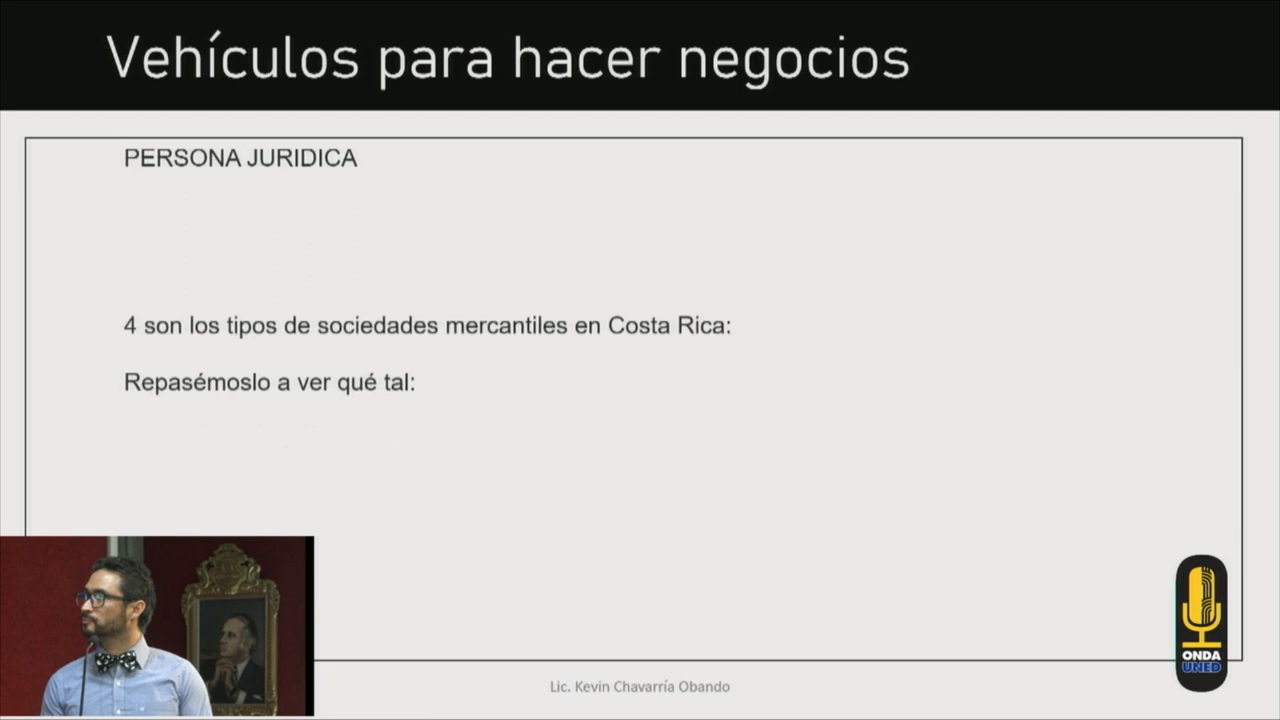 Vehículos para hacer negocios
PERSONA JURIDICA
4 son los tipos de sociedades mercantiles en Costa Rica:
Repasémoslo a ver qué tal:
Lic. Kevin Chavarría Obando
ONDA
UNED